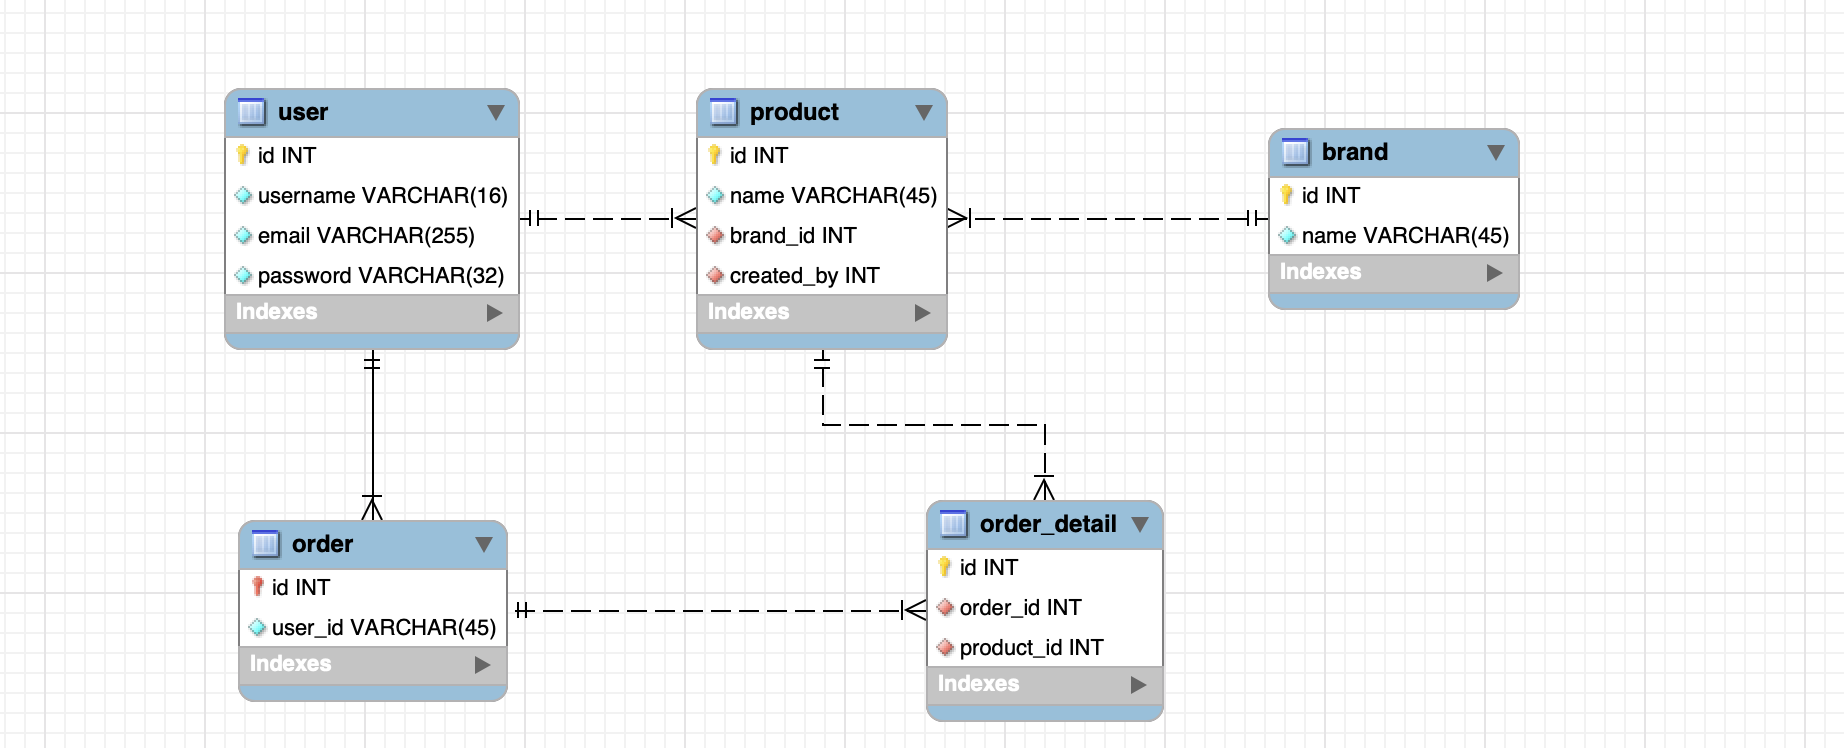 user
id INT
username VARCHAR(16)
email VARCHAR(255)
password VARCHAR(32)
Indexes
product
id INT
name VARCHAR(45)
brand_id INT
created_by INT
Indexes
brand
id INT
name VARCHAR(45)
Indexes
order
id INT
user_id VARCHAR(45)
Indexes
order_detail
id INT
order_id INT
product_id INT
Indexes